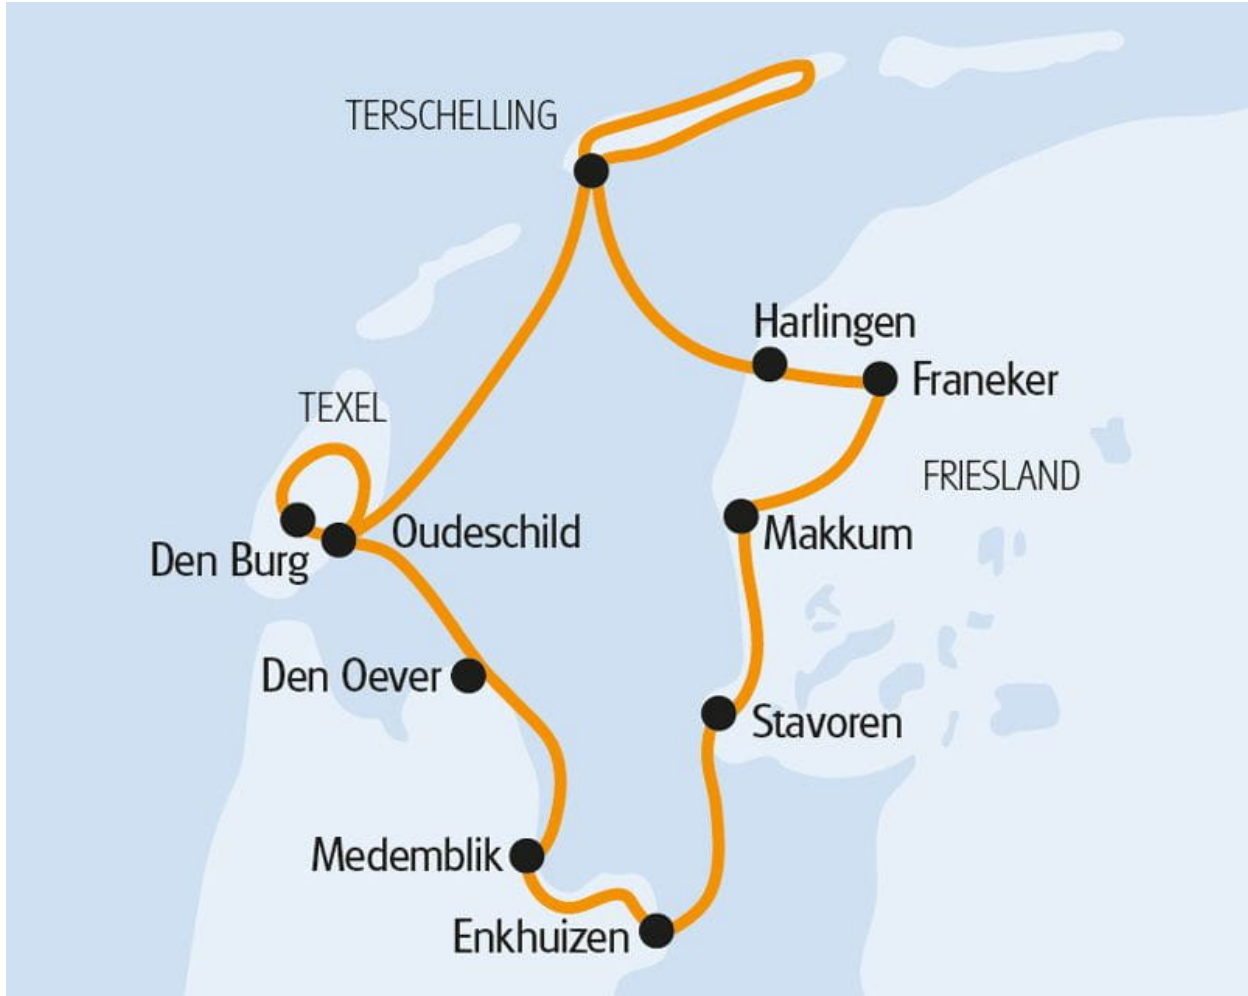 TERSCHELLING
Harlingen
Franeker
TEXEL
FRIESLAND
Oudeschild
Makkum
Den Burg
Den Oever
Stavoren
Medemblik
Enkhuizen